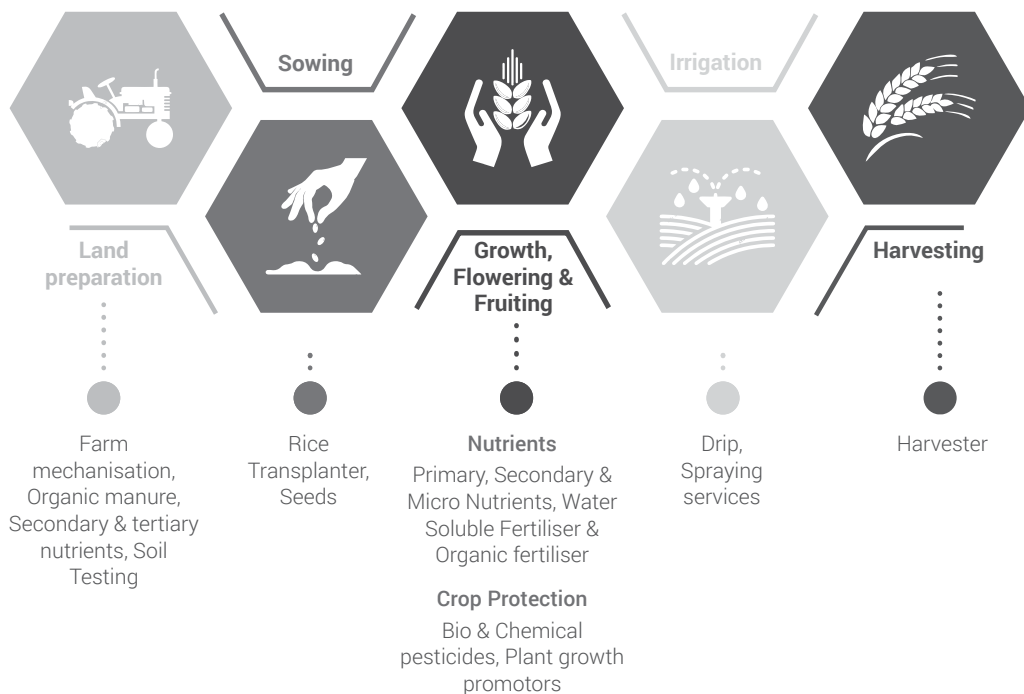 Sowing
Irrigation
Land
preparation
Growth,
Flowering &
Fruiting
Harvesting
Farm
mechanisation,
Organic manure,
Secondary & tertiary
nutrients, Soil
Testing
Rice
Transplanter,
Seeds
Nutrients
Primary, Secondary &
Micro Nutrients, Water
Soluble Fertiliser &
Organic fertiliser
Crop Protection
Bio & Chemical
pesticides, Plant growth
promotors
Drip,
Spraying
services
Harvester